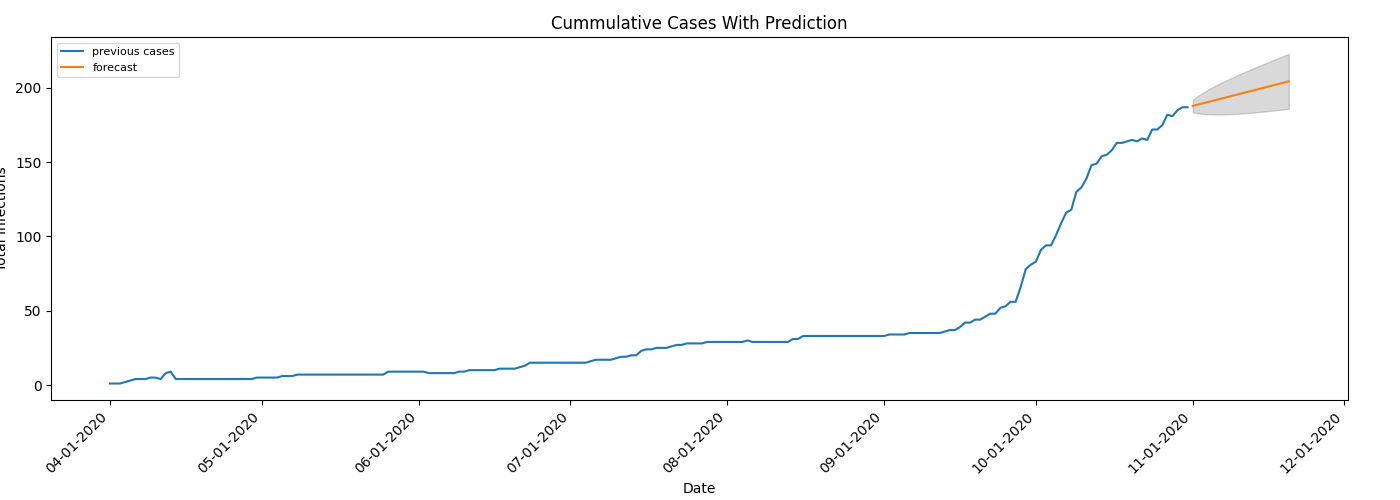 Cummulative Cases With Prediction
previous cases
forecast
200
150
100
50
0
Total Infections
04-01-2020
05-01-2020
06-01-2020
07-01-2020
08-01-2020
09-01-2020
10-01-2020
11-01-2020
12-01-2020
Date